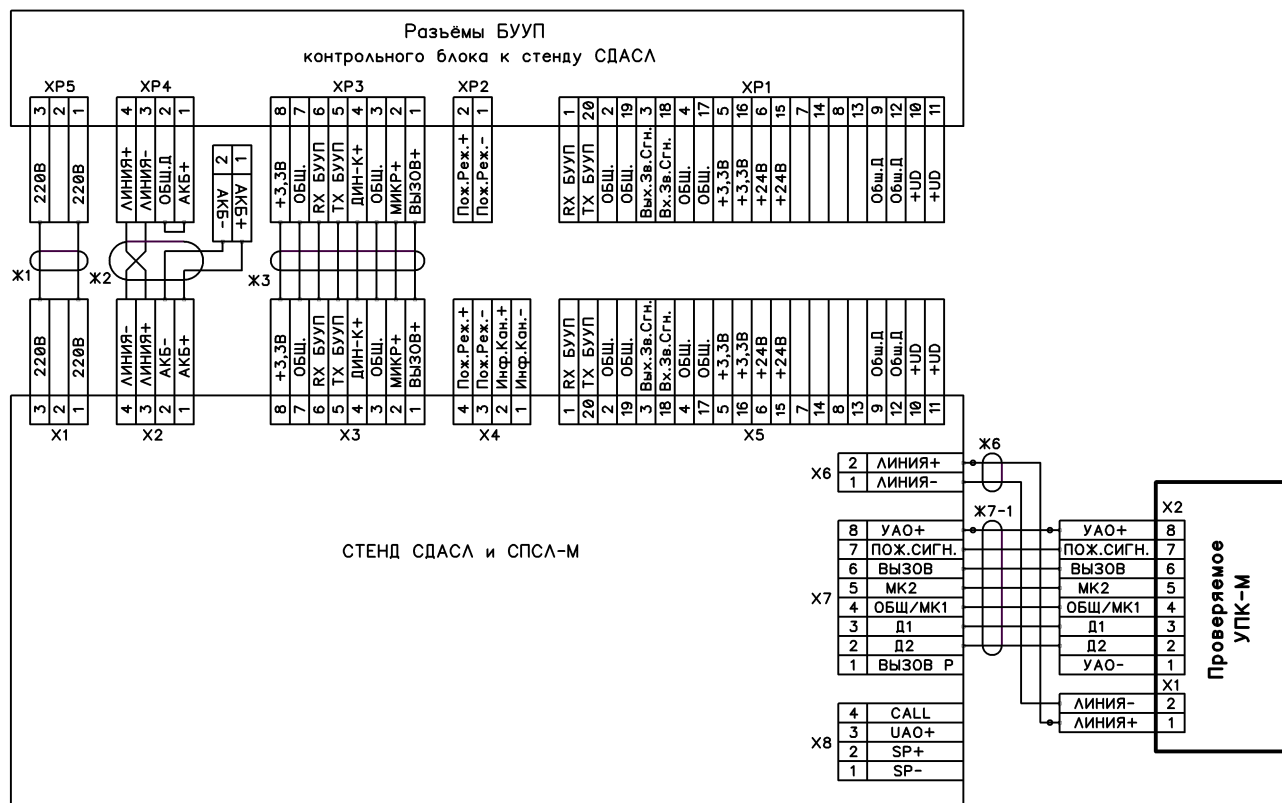 Разъёмы БУУП
контрольного блока к стенду СДАСЛ
XP5 XP4 XP3 XP2 XP1
3 2 1
4 3 2 1
8 7 6 5 4 3 2 1
2 1
1 20 2 19 3 18 4 17 5 16 6 15 7 14 8 13 9 12 10 11
220В 220В
ЛИНИЯ+ ЛИНИЯ- ОБЩ.Д АКБ+
2 1
АКБ- АКБ+
+3,3В ОБЩ. RX БУУП TX БУУП ДИН-К+ ОБЩ. МИКР+ ВЫЗОВ+
Пож.Реж.+ Пож.Реж.-
RX БУУП TX БУУП ОБЩ. ОБЩ. Вых.Зв.Сгн. Вх.Зв.Сгн. ОБЩ. ОБЩ. +3,3В +3,3В +24В +24В Общ.Д Общ.Д +UD +UD
Ж1 Ж2 Ж3
220В 220В
ЛИНИЯ- ЛИНИЯ+ АКБ- АКБ+
+3,3В ОБЩ. RX БУУП TX БУУП ДИН-К+ ОБЩ. МИКР+ ВЫЗОВ+
Пож.Реж.+ Пож.Реж.- Инф.Кан.+ Инф.Кан.-
RX БУУП TX БУУП ОБЩ. ОБЩ. Вых.Зв.Сгн. Вх.Зв.Сгн. ОБЩ. ОБЩ. +3,3В +3,3В +24В +24В Общ.Д Общ.Д +UD +UD
3 2 1
4 3 2 1
8 7 6 5 4 3 2 1
4 3 2 1
1 20 2 19 3 18 4 17 5 16 6 15 7 14 8 13 9 12 10 11
X1 X2 X3 X4 X5
СТЕНД СДАСЛ и СПСЛ-М
X6
2 ЛИНИЯ+
1 ЛИНИЯ-
Ж6
X7
8 УАО+
7 ПОЖ.СИГН.
6 ВЫЗОВ
5 МК2
4 ОБЩ/МК1
3 Д1
2 Д2
1 ВЫЗОВ Р
Ж7-1
X8
4 CALL
3 UAO+
2 SP+
1 SP-
X2
УАО+ 8
ПОЖ.СИГН. 7
ВЫЗОВ 6
МК2 5
ОБЩ/МК1 4
Д1 3
Д2 2
УАО- 1
X1
ЛИНИЯ- 2
ЛИНИЯ+ 1
Проверяемое
УПК-М